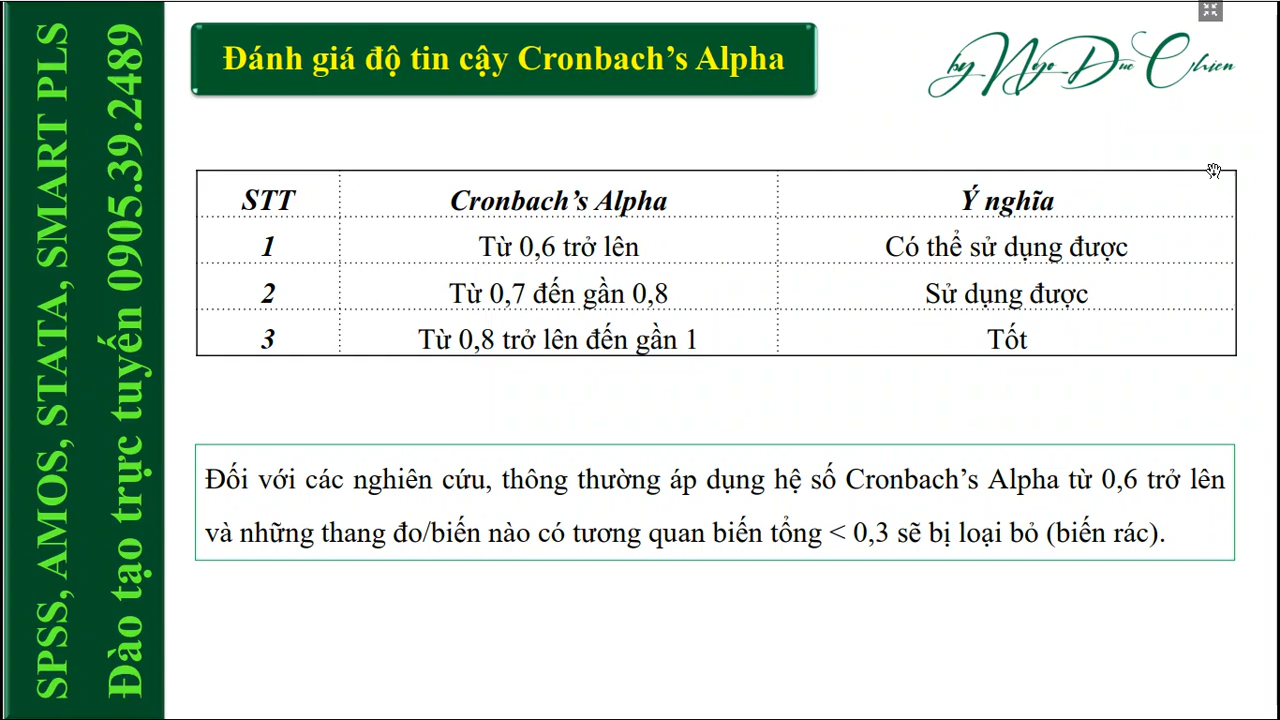 SPSS, AMOS, STATA, SMART PLS
Đào tạo trực tuyến 0905.39.2489
Đánh giá độ tin cậy Cronbach’s Alpha
by Ngo Duc Chien
STT Cronbach’s Alpha Ý nghĩa
1 Từ 0,6 trở lên Có thể sử dụng được
2 Từ 0,7 đến gần 0,8 Sử dụng được
3 Từ 0,8 trở lên đến gần 1 Tốt
Đối với các nghiên cứu, thông thường áp dụng hệ số Cronbach’s Alpha từ 0,6 trở lên
và những thang đo/biến nào có tương quan biến tổng < 0,3 sẽ bị loại bỏ (biến rác).